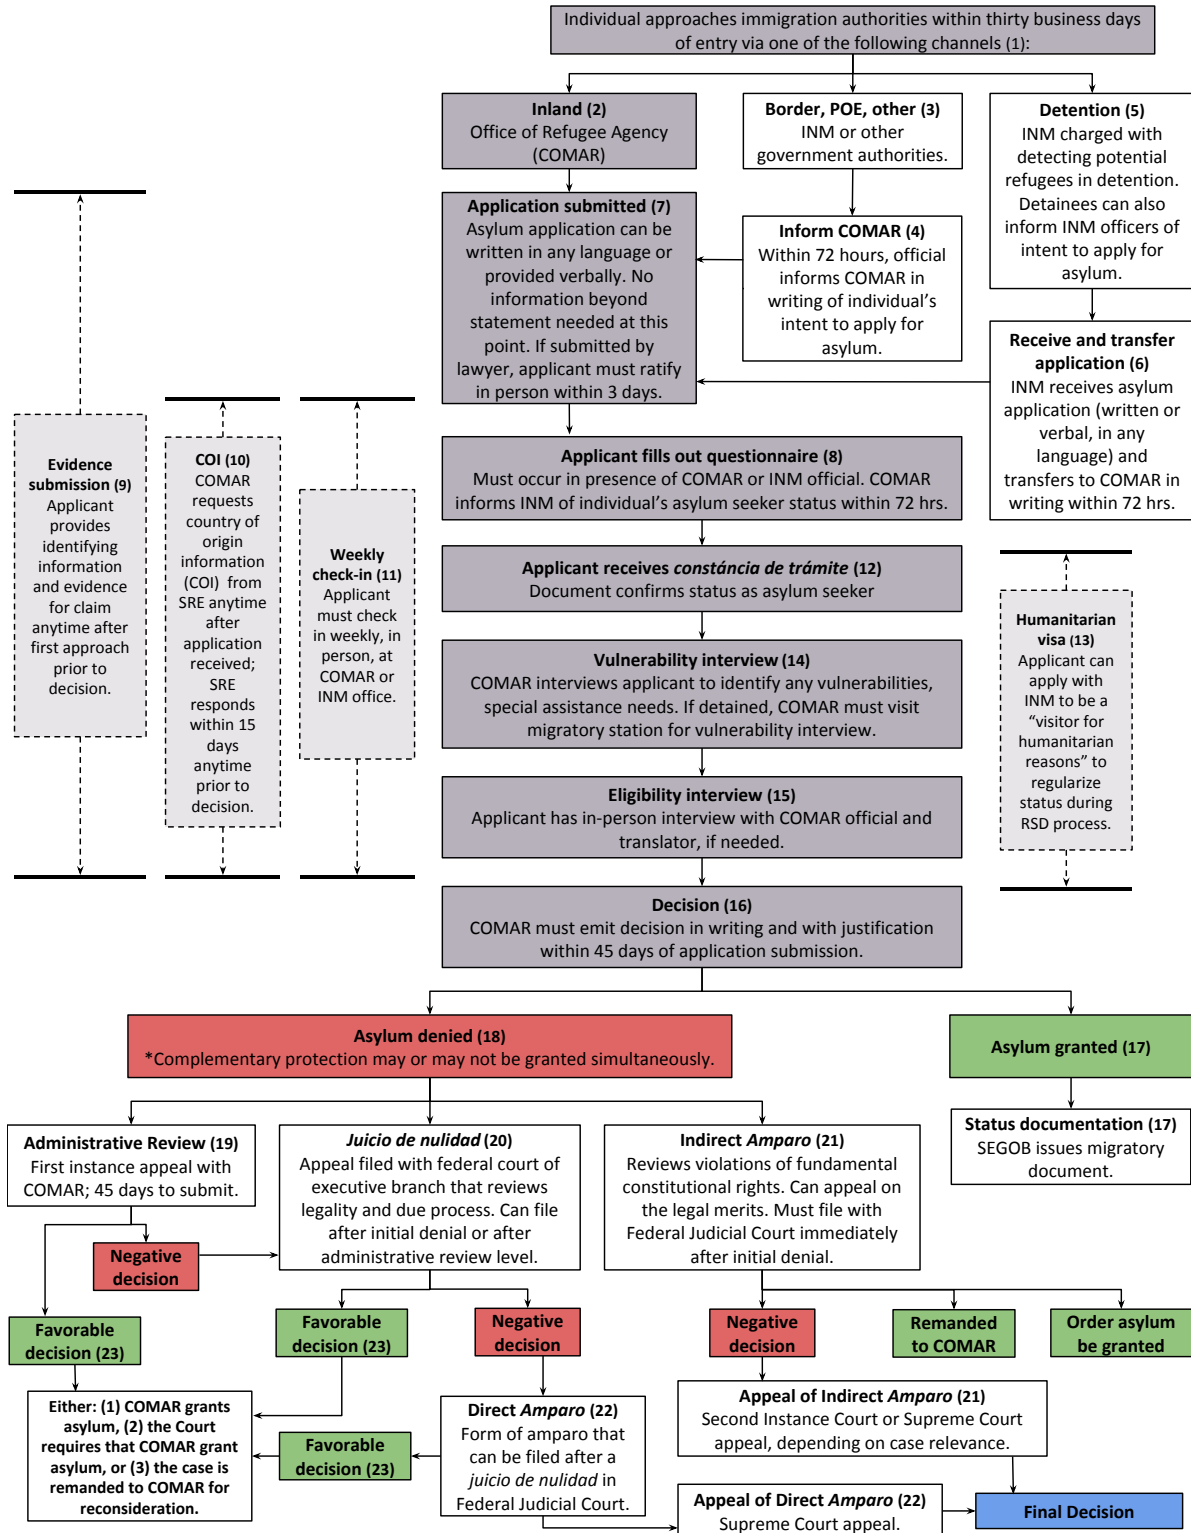 Individual approaches immigration authorities within thirty business days
of entry via one of the following channels (1):
Inland (2)
Office of Refugee Agency
(COMAR)
Border, POE, other (3)
INM or other
government authorities.
Detention (5)
INM charged with
detecting potential
refugees in detention.
Detainees can also
inform INM officers of
intent to apply for
asylum.
Application submitted (7)
Asylum application can be
written in any language or
provided verbally. No
information beyond
statement needed at this
point. If submitted by
lawyer, applicant must ratify
in person within 3 days.
Inform COMAR (4)
Within 72 hours, official
informs COMAR in
writing of individual's
intent to apply for
asylum.
Receive and transfer
application (6)
INM receives asylum
application (written or
verbal, in any
language) and
transfers to COMAR in
writing within 72 hrs.
Evidence
submission (9)
Applicant
provides
identifying
information
and evidence
for claim
anytime after
first approach
prior to
decision.
COI (10)
COMAR
requests
country of
origin
information
(COI) from
SRE anytime
after
application
received;
SRE
responds
within 15
days
anytime
prior to
decision.
Weekly
check-in (11)
Applicant
must check
in weekly, in
person, at
COMAR or
INM office.
Applicant fills out questionnaire (8)
Must occur in presence of COMAR or INM official. COMAR
informs INM of individual's asylum seeker status within 72 hrs.
Applicant receives constáncia de trámite (12)
Document confirms status as asylum seeker
Humanitarian
visa (13)
Applicant can
apply with
INM to be a
“visitor for
humanitarian
reasons” to
regularize
status during
RSD process.
Vulnerability interview (14)
COMAR interviews applicant to identify any vulnerabilities,
special assistance needs. If detained, COMAR must visit
migratory station for vulnerability interview.
Eligibility interview (15)
Applicant has in-person interview with COMAR official and
translator, if needed.
Decision (16)
COMAR must emit decision in writing and with justification
within 45 days of application submission.
Asylum denied (18)
*Complementary protection may or may not be granted simultaneously.
Asylum granted (17)
Status documentation (17)
SEGOB issues migratory
document.
Administrative Review (19)
First instance appeal with
COMAR; 45 days to submit.
Juicio de nulidad (20)
Appeal filed with federal court of
executive branch that reviews
legality and due process. Can file
after initial denial or after
administrative review level.
Indirect Amparo (21)
Reviews violations of fundamental
constitutional rights. Can appeal on
the legal merits. Must file with
Federal Judicial Court immediately
after initial denial.
Negative
decision
Favorable
decision (23)
Favorable
decision (23)
Negative
decision
Negative
decision
Remanded
to COMAR
Order asylum
be granted
Either: (1) COMAR grants
asylum, (2) the Court
requires that COMAR grant
asylum, or (3) the case is
remanded to COMAR for
reconsideration.
Favorable
decision (23)
Direct Amparo (22)
Form of amparo that
can be filed after a
juicio de nulidad in
Federal Judicial Court.
Appeal of Indirect Amparo (21)
Second Instance Court or Supreme Court
appeal, depending on case relevance.
Appeal of Direct Amparo (22)
Supreme Court appeal.
Final Decision